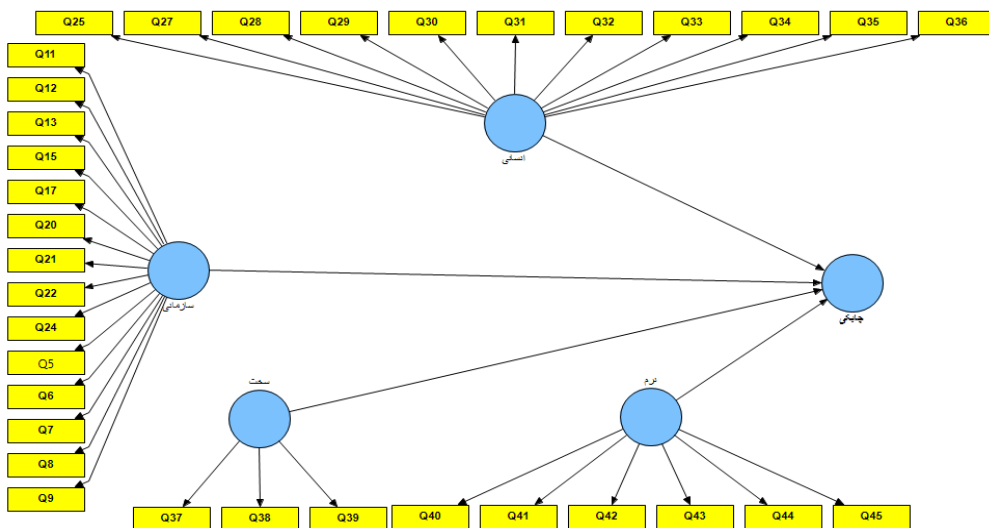 Q25 Q27 Q28 Q29 Q30 Q31 Q32 Q33 Q34 Q35 Q36
Q11
Q12
Q13
Q15
Q17
Q20
Q21
Q22
Q24
Q5
Q6
Q7
Q8
Q9
انسانی
سازمانی
چابکی
سخت
نرم
Q37 Q38 Q39 Q40 Q41 Q42 Q43 Q44 Q45